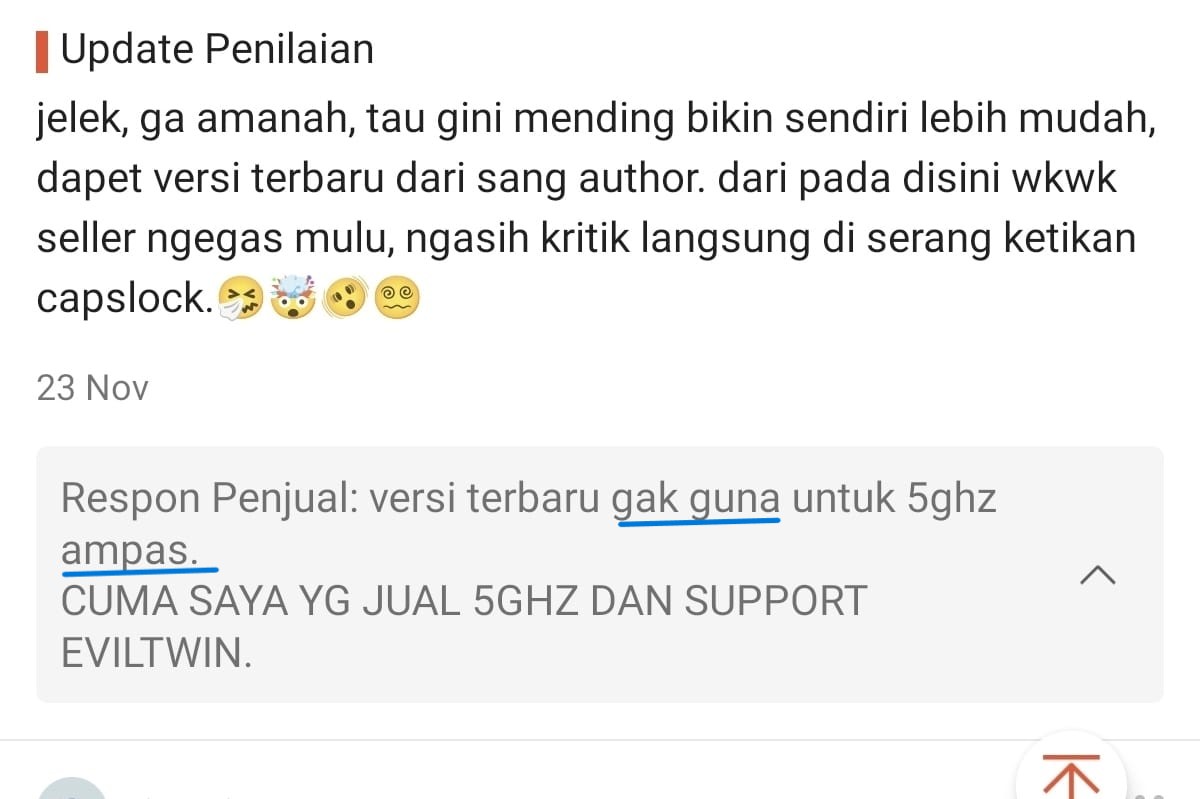 Update Penilaian
jelek, ga amanah, tau gini mending bikin sendiri lebih mudah,
dapet versi terbaru dari sang author. dari pada disini wkwk
seller ngegas mulu, ngasih kritik langsung di serang ketikan
capslock.🤧🤯🫨😵‍💫
23 Nov
Respon Penjual: versi terbaru gak guna untuk 5ghz
ampas.
CUMA SAYA YG JUAL 5GHZ DAN SUPPORT
EVILTWIN.